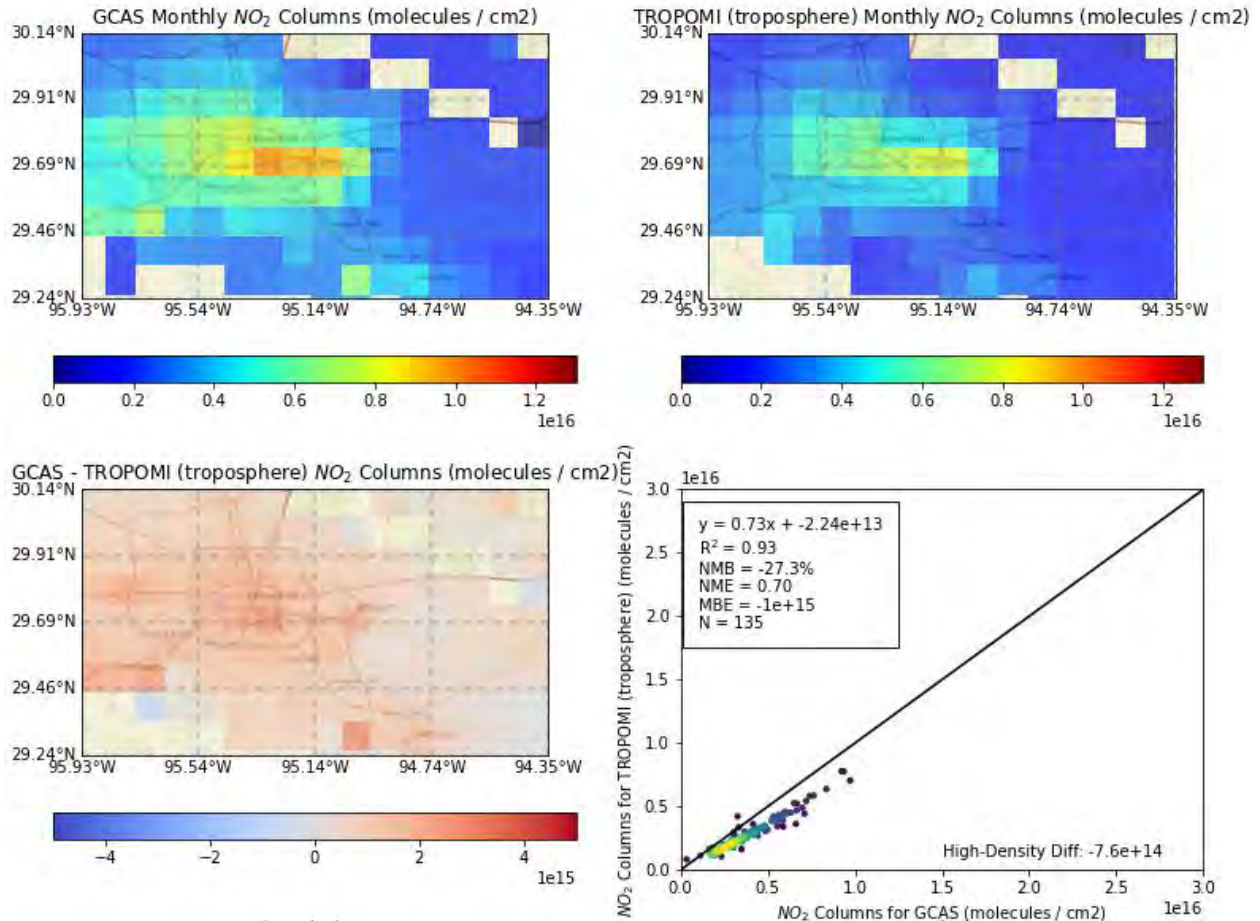 GCAS Monthly NO2 Columns (molecules / cm2)
30.14°N
29.91°N
29.69°N
29.46°N
29.24°N
95.93°W 95.54°W 95.14°W 94.74°W 94.35°W
0.0 0.2 0.4 0.6 0.8 1.0 1.2
1e16
TROPOMI (troposphere) Monthly NO2 Columns (molecules / cm2)
30.14°N
29.91°N
29.69°N
29.46°N
29.24°N
95.93°W 95.54°W 95.14°W 94.74°W 94.35°W
0.0 0.2 0.4 0.6 0.8 1.0 1.2
1e16
GCAS - TROPOMI (troposphere) NO2 Columns (molecules / cm2)
30.14°N
29.91°N
29.69°N
29.46°N
29.24°N
95.93°W 95.54°W 95.14°W 94.74°W 94.35°W
−4 −2 0 2 4
1e15
NO2 Columns for TROPOMI (troposphere) (molecules / cm2)
1e16
3.0
2.5
2.0
1.5
1.0
0.5
0.0
y = 0.73x + -2.24e+13
R2 = 0.93
NMB = -27.3%
NME = 0.70
MBE = -1e+15
N = 135
High-Density Diff: -7.6e+14
0.0 0.5 1.0 1.5 2.0 2.5 3.0
1e16
NO2 Columns for GCAS (molecules / cm2)